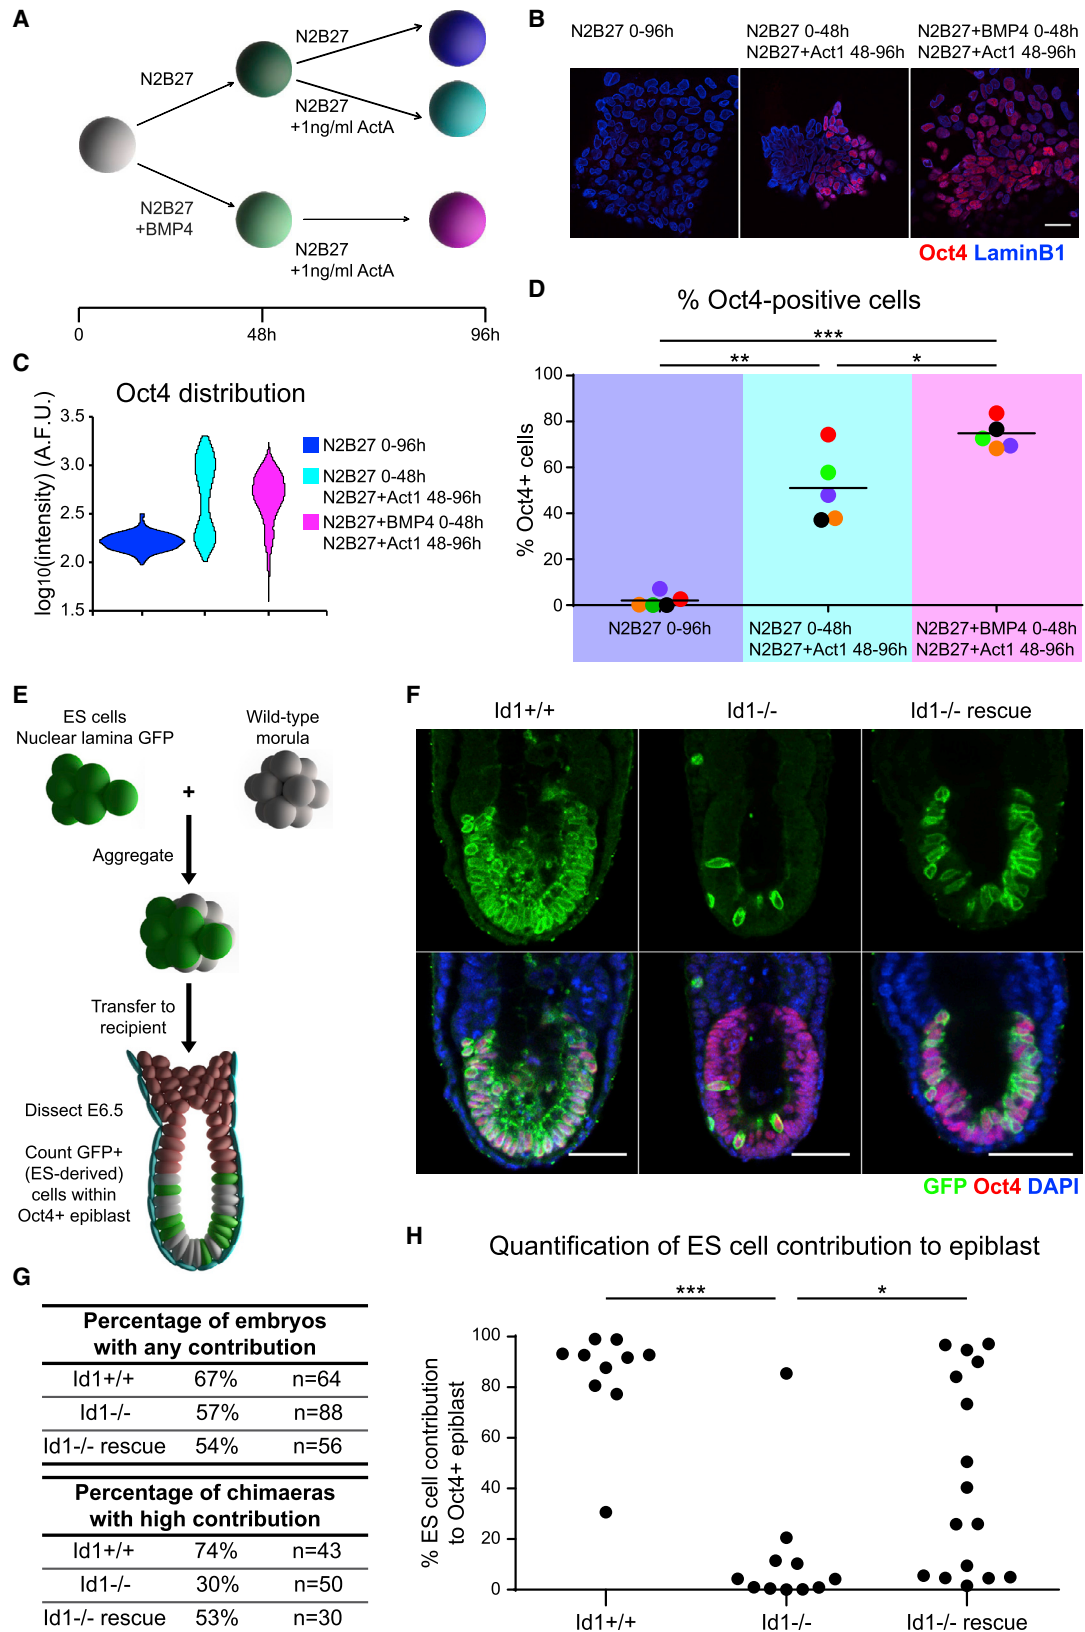 A
N2B27
N2B27
N2B27
+1ng/ml ActA
N2B27
+BMP4
N2B27
+1ng/ml ActA
0
48h
96h
B
N2B27 0-96h
N2B27 0-48h
N2B27+Act1 48-96h
N2B27+BMP4 0-48h
N2B27+Act1 48-96h
Oct4 LaminB1
C
Oct4 distribution
log10(intensity) (A.F.U.)
3.5
3.0
2.5
2.0
1.5
N2B27 0-96h
N2B27 0-48h
N2B27+Act1 48-96h
N2B27+BMP4 0-48h
N2B27+Act1 48-96h
D
% Oct4-positive cells
***
**
*
% Oct4+ cells
100
80
60
40
20
0
N2B27 0-96h
N2B27 0-48h
N2B27+Act1 48-96h
N2B27+BMP4 0-48h
N2B27+Act1 48-96h
E
ES cells
Nuclear lamina GFP
+
Wild-type
morula
Aggregate
Transfer to
recipient
Dissect E6.5
Count GFP+
(ES-derived)
cells within
Oct4+ epiblast
F
Id1+/+
Id1-/-
Id1-/- rescue
GFP Oct4 DAPI
G
Percentage of embryos
with any contribution
Id1+/+ 67% n=64
Id1-/- 57% n=88
Id1-/- rescue 54% n=56
Percentage of chimaeras
with high contribution
Id1+/+ 74% n=43
Id1-/- 30% n=50
Id1-/- rescue 53% n=30
H
Quantification of ES cell contribution to epiblast
***
*
% ES cell contribution
to Oct4+ epiblast
100
80
60
40
20
0
Id1+/+
Id1-/-
Id1-/- rescue